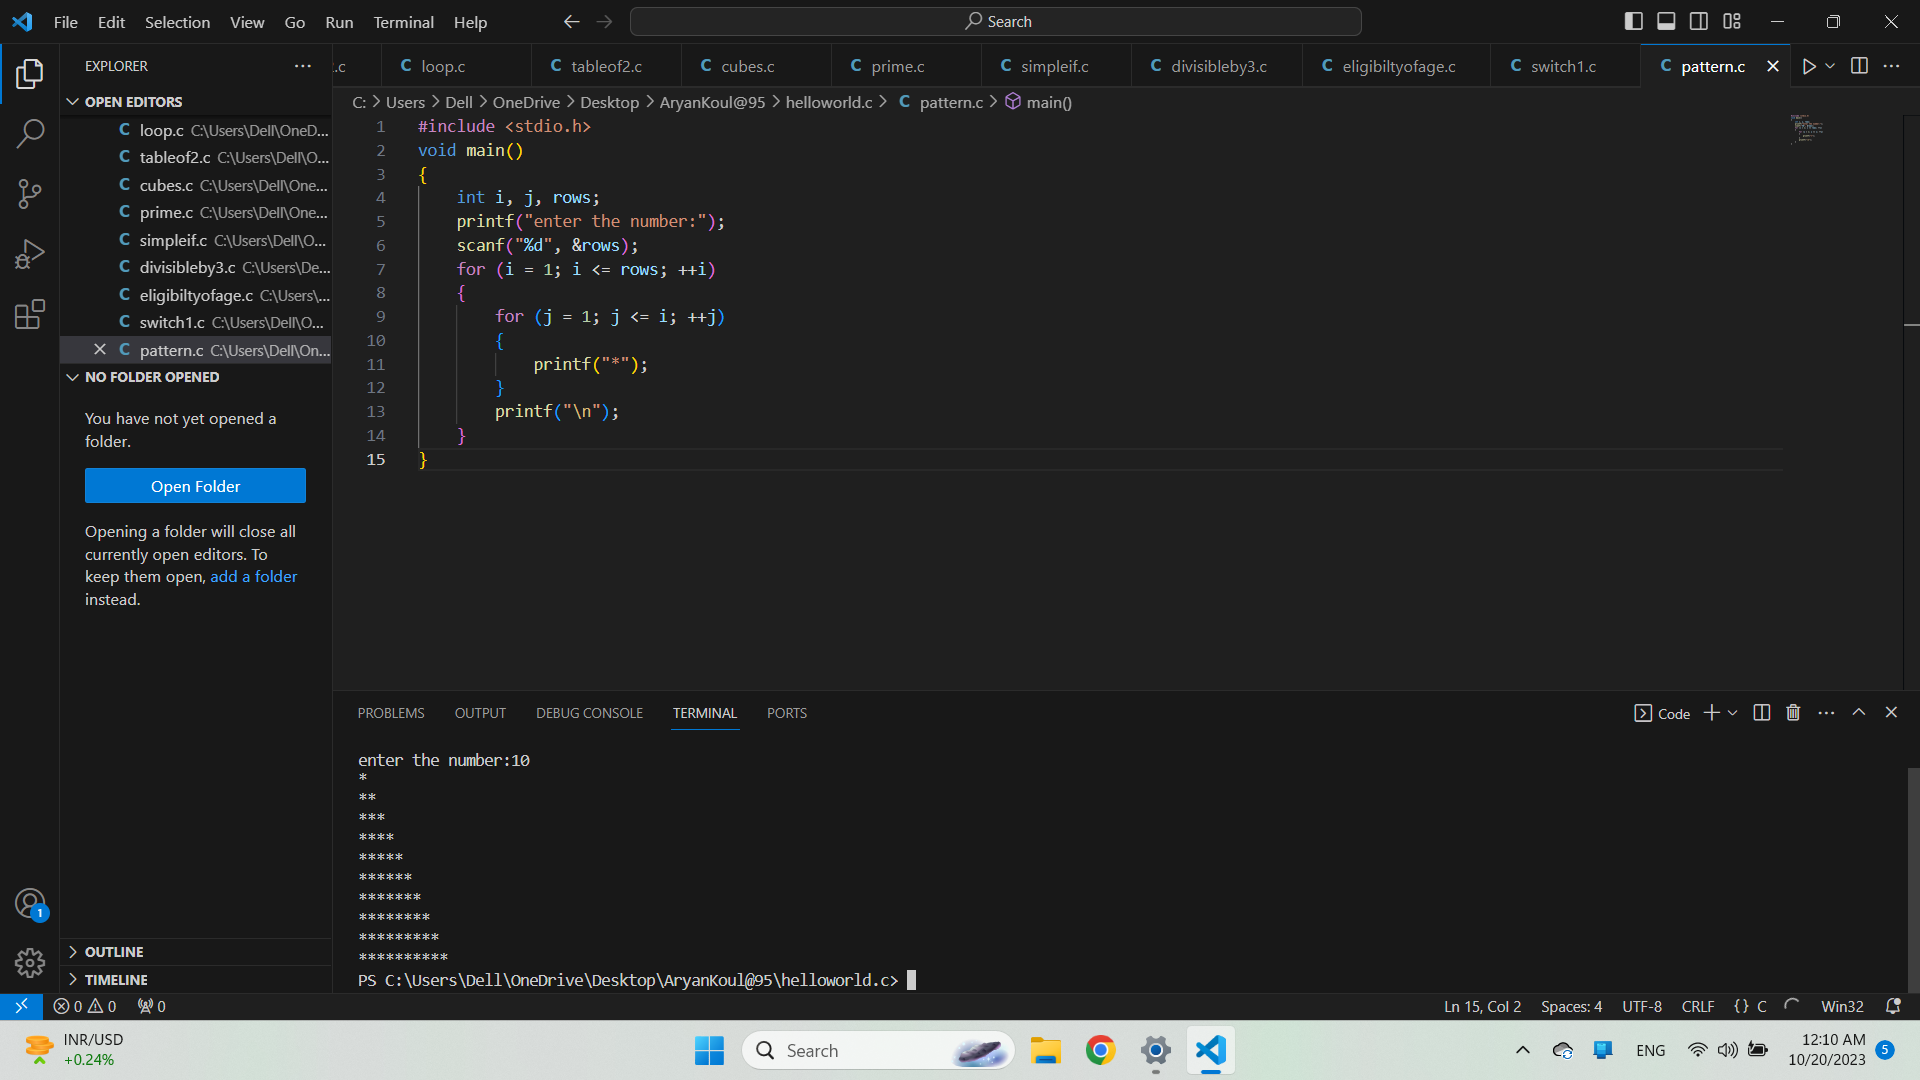 File Edit Selection View Go Run Terminal Help
Search
EXPLORER
OPEN EDITORS
loop.c C:\Users\Dell\OneD...
tableof2.c C:\Users\Dell\O...
cubes.c C:\Users\Dell\One...
prime.c C:\Users\Dell\One...
simpleif.c C:\Users\Dell\O...
divisibleby3.c C:\Users\De...
eligibiltyofage.c C:\Users\...
switch1.c C:\Users\Dell\O...
pattern.c C:\Users\Dell\On...
NO FOLDER OPENED
You have not yet opened a
folder.
Open Folder
Opening a folder will close all
currently open editors. To
keep them open, add a folder
instead.
OUTLINE
TIMELINE
.c C loop.c C tableof2.c C cubes.c C prime.c C simpleif.c C divisibleby3.c C eligibiltyofage.c C switch1.c C pattern.c
C: > Users > Dell > OneDrive > Desktop > AryanKoul@95 > helloworld.c > C pattern.c > main()
1 #include <stdio.h>
2 void main()
3 {
4 int i, j, rows;
5 printf("enter the number:");
6 scanf("%d", &rows);
7 for (i = 1; i <= rows; ++i)
8 {
9 for (j = 1; j <= i; ++j)
10 {
11 printf("*");
12 }
13 printf("\n");
14 }
15 }
PROBLEMS OUTPUT DEBUG CONSOLE TERMINAL PORTS
Code
enter the number:10
*
**
***
****
*****
******
*******
********
*********
**********
PS C:\Users\Dell\OneDrive\Desktop\AryanKoul@95\helloworld.c>
1
0 0 0
Ln 15, Col 2 Spaces: 4 UTF-8 CRLF {} C Win32
INR/USD
+0.24%
Search
ENG
12:10 AM
10/20/2023
5